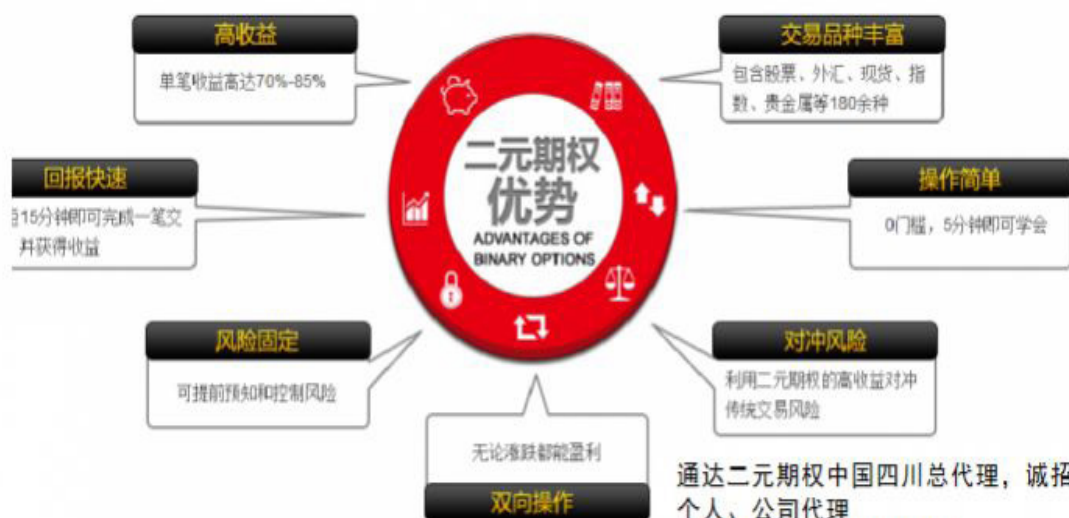 高收益
单笔收益高达70%-85%
交易品种丰富
包含股票、外汇、现货、指
数、贵金属等180余种
二元期权
优势
ADVANTAGES OF
BINARY OPTIONS
回报快速
15分钟即可完成一笔交
并获得收益
操作简单
0门槛，5分钟即可学会
风险固定
可提前预知和控制风险
对冲风险
利用二元期权的高收益对冲
传统交易风险
无论涨跌都能盈利
双向操作
通达二元期权中国四川总代理，诚招
个人、公司代理